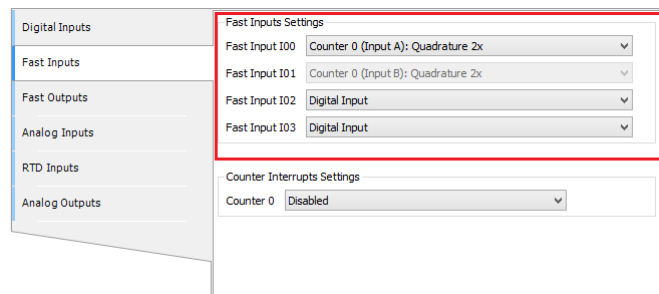 Digital Inputs
Fast Inputs
Fast Outputs
Analog Inputs
RTD Inputs
Analog Outputs
Fast Inputs Settings
Fast Input I00 Counter 0 (Input A): Quadrature 2x
Fast Input I01 Counter 0 (Input B): Quadrature 2x
Fast Input I02 Digital Input
Fast Input I03 Digital Input
Counter Interrupts Settings
Counter 0 Disabled